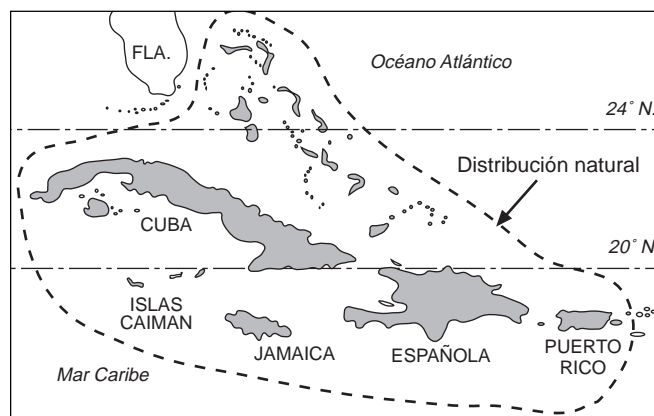 FLA.
Océano Atlántico
24° N.
Distribución natural
CUBA
20° N.
ISLAS
CAIMAN
JAMAICA
ESPAÑOLA
PUERTO
RICO
Mar Caribe